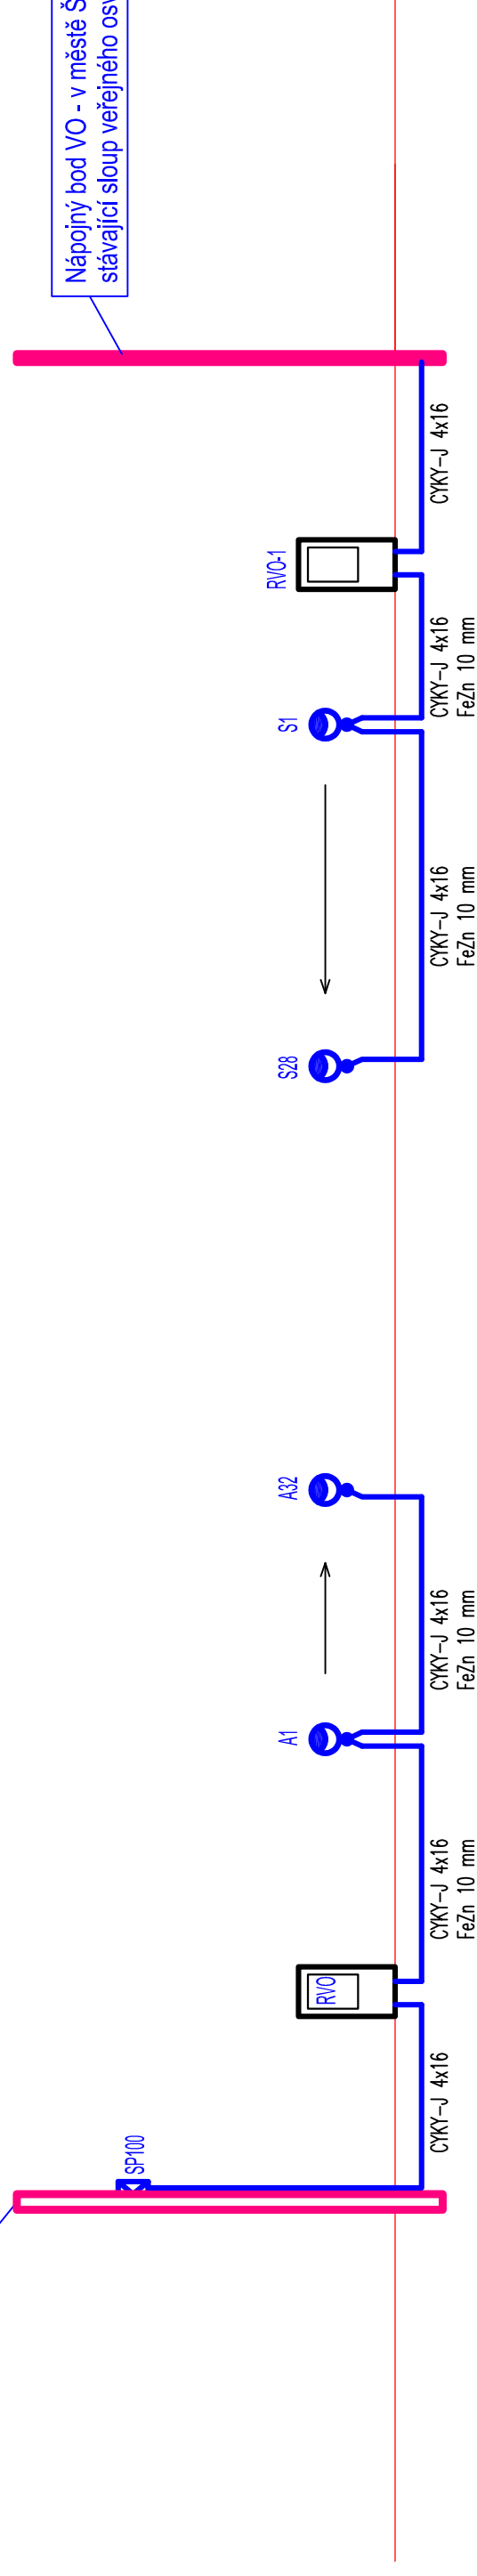 Nápojný bod VO - v městě
stávající sloup veřejného
CYKY-J 4x16
RVO-1
CYKY-J 4x16
FeZn 10 mm
S1
CYKY-J 4x16
FeZn 10 mm
S28
A32
CYKY-J 4x16
FeZn 10 mm
A1
CYKY-J 4x16
FeZn 10 mm
RVO
CYKY-J 4x16
SP100